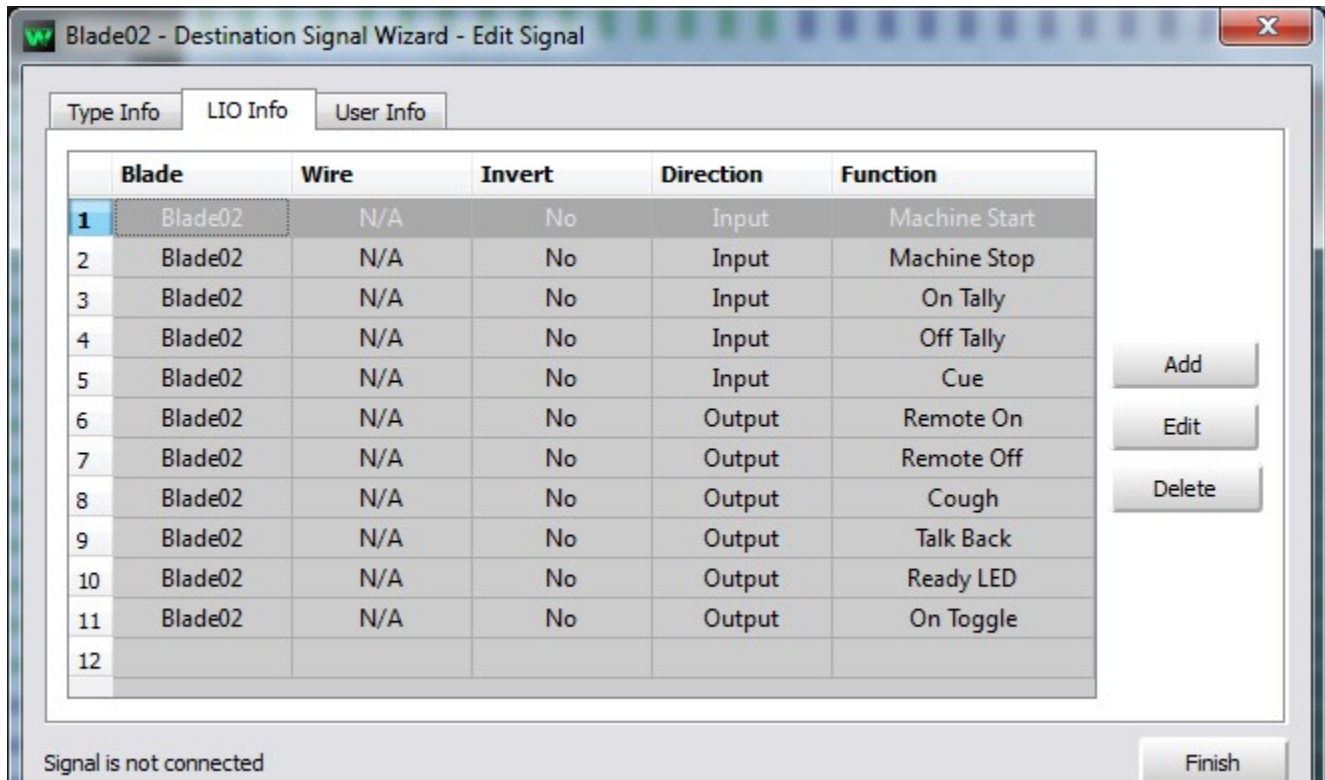 Blade02 - Destination Signal Wizard - Edit Signal
Type Info LIO Info User Info
Blade Wire Invert Direction Function
1 Blade02 N/A No Input Machine Start
2 Blade02 N/A No Input Machine Stop
3 Blade02 N/A No Input On Tally
4 Blade02 N/A No Input Off Tally
5 Blade02 N/A No Input Cue
6 Blade02 N/A No Output Remote On
7 Blade02 N/A No Output Remote Off
8 Blade02 N/A No Output Cough
9 Blade02 N/A No Output Talk Back
10 Blade02 N/A No Output Ready LED
11 Blade02 N/A No Output On Toggle
12
Add
Edit
Delete
Signal is not connected Finish